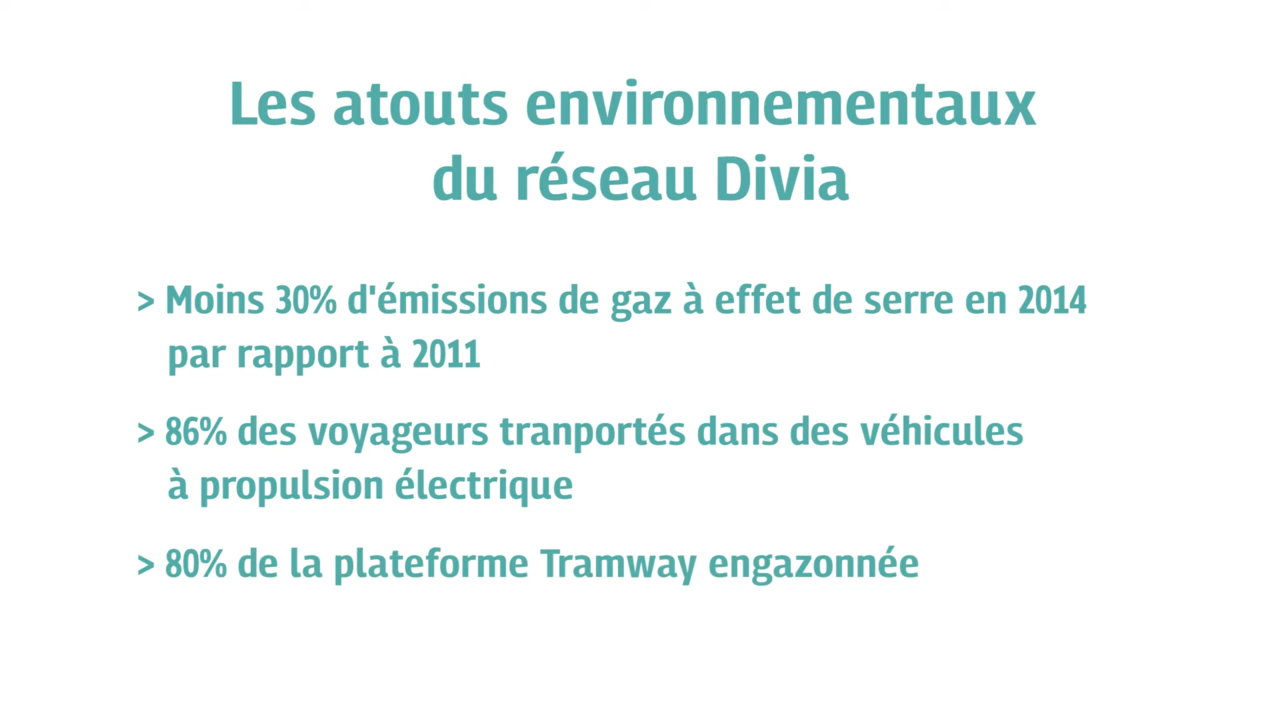 Les atouts environnementaux
du réseau Divia
> Moins 30% d'émissions de gaz à effet de serre en 2014
par rapport à 2011
> 86% des voyageurs tranportés dans des véhicules
à propulsion électrique
> 80% de la plateforme Tramway engazonnée